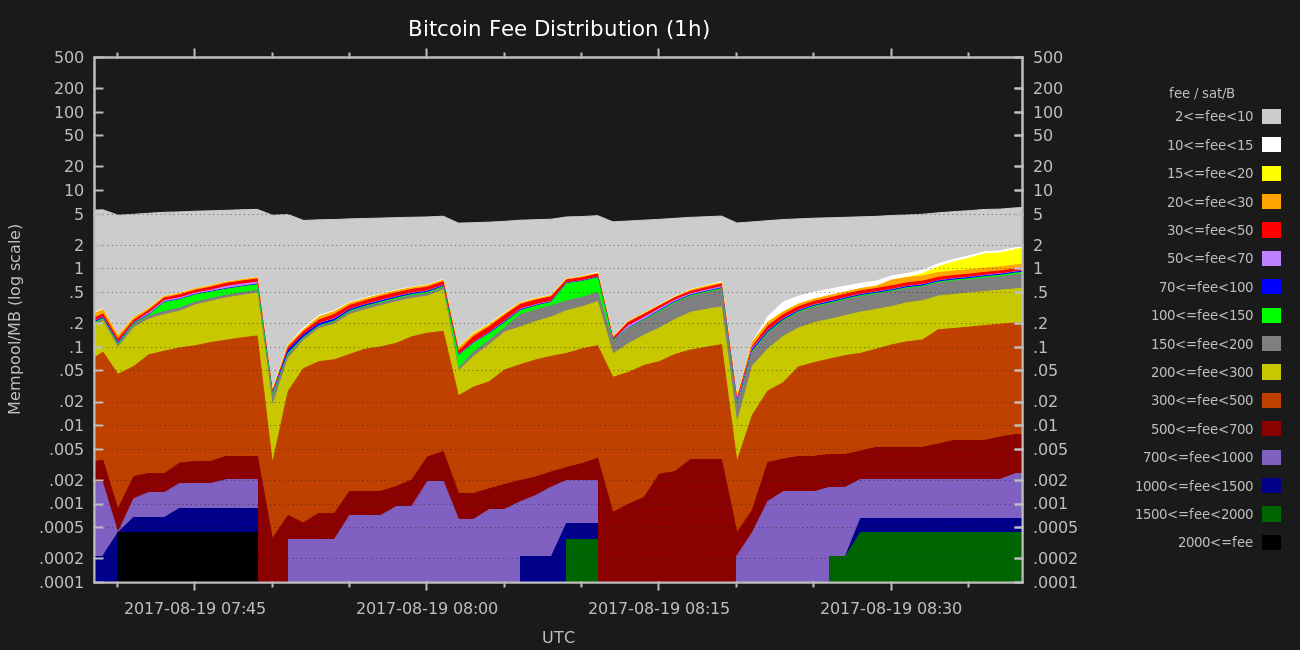 Bitcoin Fee Distribution (1h)
500 500
200 200
100 100
50 50
20 20
10 10
5 5
2 2
1 1
.5 .5
.2 .2
.1 .1
.05 .05
.02 .02
.01 .01
.005 .005
.002 .002
.001 .001
.0005 .0005
.0002 .0002
.0001 .0001
Mempool/MB (log scale)
2017-08-19 07:45 2017-08-19 08:00 2017-08-19 08:15 2017-08-19 08:30
UTC
fee / sat/B
2<=fee<10
10<=fee<15
15<=fee<20
20<=fee<30
30<=fee<50
50<=fee<70
70<=fee<100
100<=fee<150
150<=fee<200
200<=fee<300
300<=fee<500
500<=fee<700
700<=fee<1000
1000<=fee<1500
1500<=fee<2000
2000<=fee